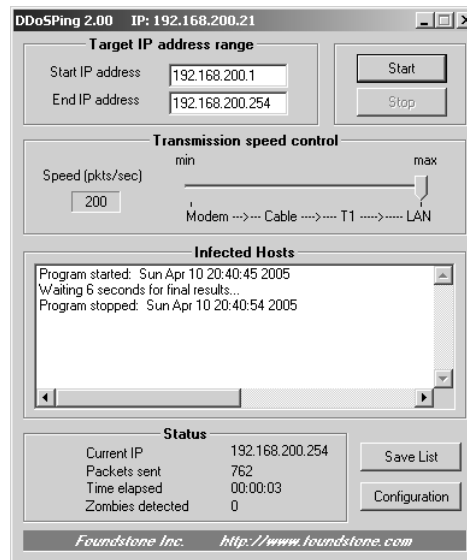 DDoSPing 2.00 IP: 192.168.200.21
Target IP address range
Start IP address 192.168.200.1
End IP address 192.168.200.254
Start
Stop
Transmission speed control
min max
Speed (pkts/sec)
200
Modem --->--- Cable --->---- T1 ----->----- LAN
Infected Hosts
Program started: Sun Apr 10 20:40:45 2005
Waiting 6 seconds for final results...
Program stopped: Sun Apr 10 20:40:54 2005
Status
Current IP 192.168.200.254
Packets sent 762
Time elapsed 00:00:03
Zombies detected 0
Save List
Configuration
Foundstone Inc. http://www.foundstone.com